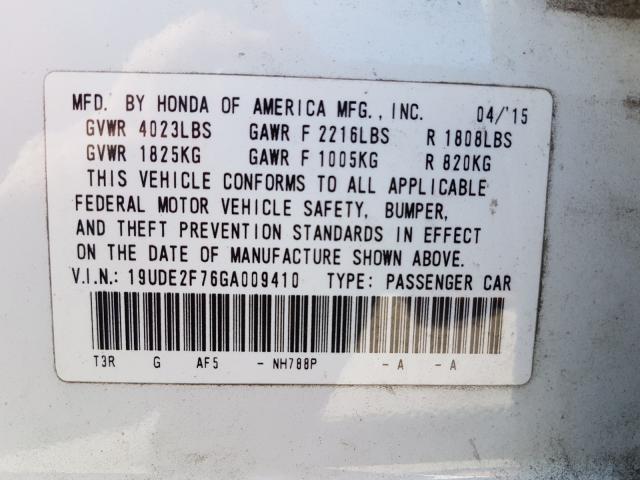 MFD. BY HONDA OF AMERICA MFG., INC. 04/'15
GVWR 4023LBS GAWR F 2216LBS R 1808LBS
GVWR 1825KG GAWR F 1005KG R 820KG
THIS VEHICLE CONFORMS TO ALL APPLICABLE
FEDERAL MOTOR VEHICLE SAFETY, BUMPER,
AND THEFT PREVENTION STANDARDS IN EFFECT
ON THE DATE OF MANUFACTURE SHOWN ABOVE.
V.I.N.: 19UDE2F76GA009410 TYPE: PASSENGER CAR
T3R G AF5 - NH788P - A - A